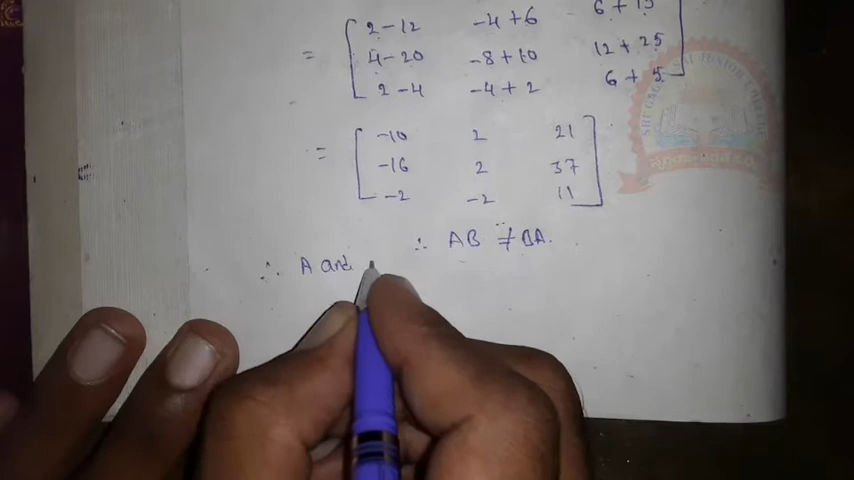 2-12 -4+6 6+15
= 4-20 -8+10 12+25
2-4 -4+2 6+5
= -10 2 21
-16 2 37
-2 -2 11
∴ AB ≠ BA.
∴ A and